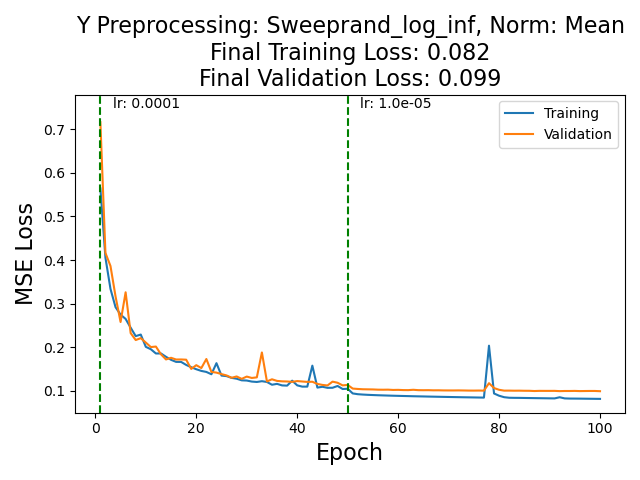 Y Preprocessing: Sweeprand_log_inf, Norm: Mean
Final Training Loss: 0.082
Final Validation Loss: 0.099
lr: 0.0001
lr: 1.0e-05
Training
Validation
0.7
0.6
0.5
0.4
0.3
0.2
0.1
MSE Loss
0
20
40
60
80
100
Epoch